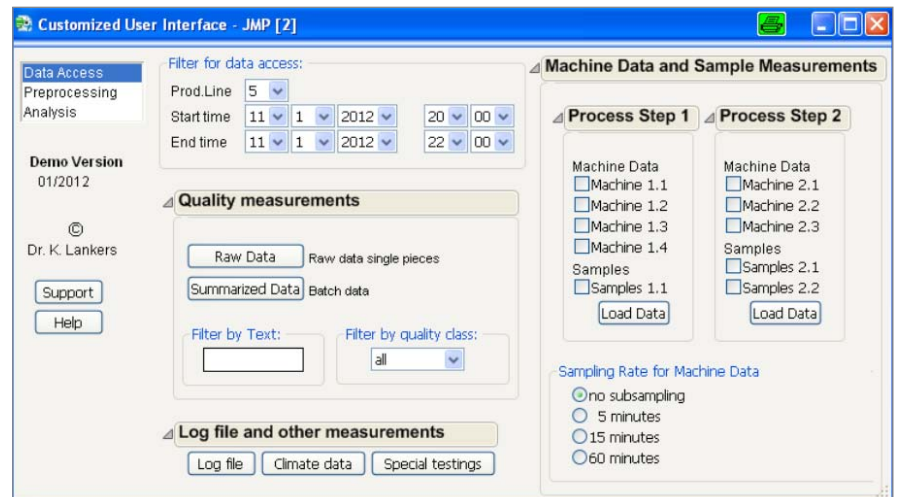 Customized User Interface - JMP [2]
Data Access
Preprocessing
Analysis
Demo Version
01/2012
©
Dr. K. Lankers
Support
Help
Filter for data access:
Prod.Line 5
Start time 11 1 2012 20 00
End time 11 1 2012 22 00
Quality measurements
Raw Data Raw data single pieces
Summarized Data Batch data
Filter by Text:
Filter by quality class:
all
Log file and other measurements
Log file Climate data Special testings
Machine Data and Sample Measurements
Process Step 1
Machine Data
Machine 1.1
Machine 1.2
Machine 1.3
Machine 1.4
Samples
Samples 1.1
Load Data
Process Step 2
Machine Data
Machine 2.1
Machine 2.2
Machine 2.3
Samples
Samples 2.1
Samples 2.2
Load Data
Sampling Rate for Machine Data
no subsampling
5 minutes
15 minutes
60 minutes